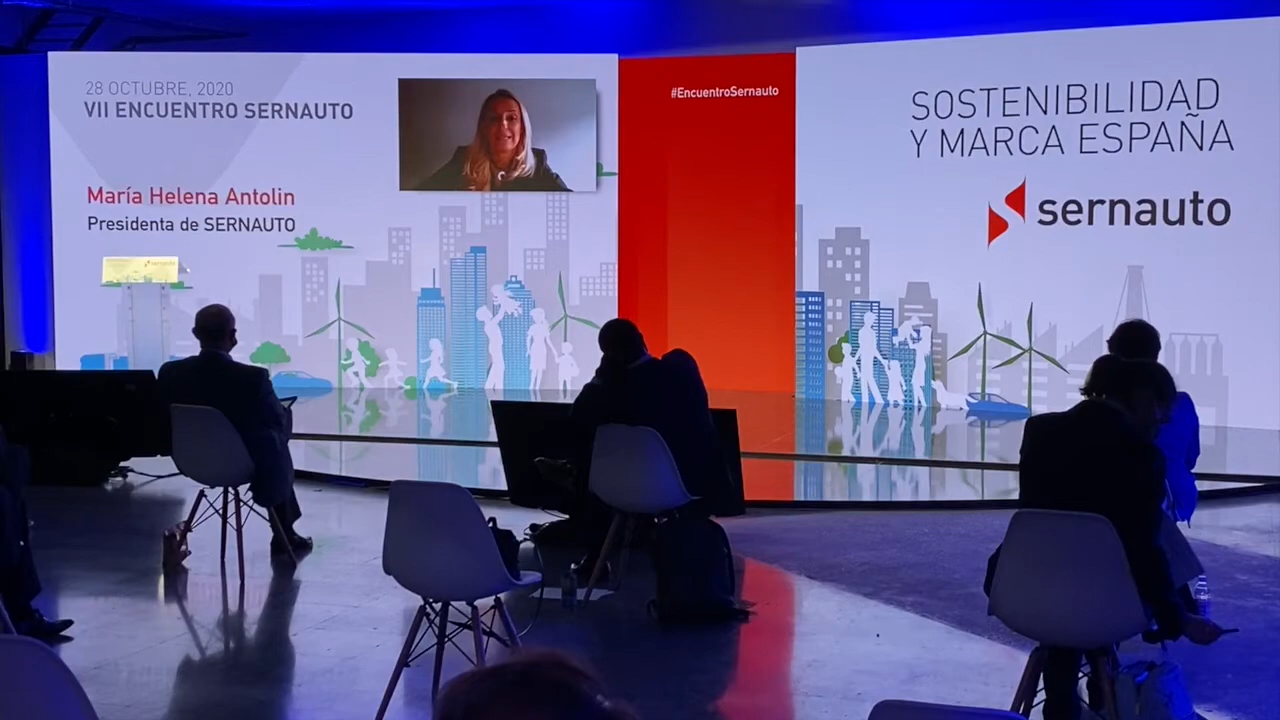 28 OCTUBRE, 2020
VII ENCUENTRO SERNAUTO
María Helena Antolin
Presidenta de SERNAUTO
#EncuentroSernauto
SOSTENIBILIDAD
Y MARCA ESPAÑA
sernauto